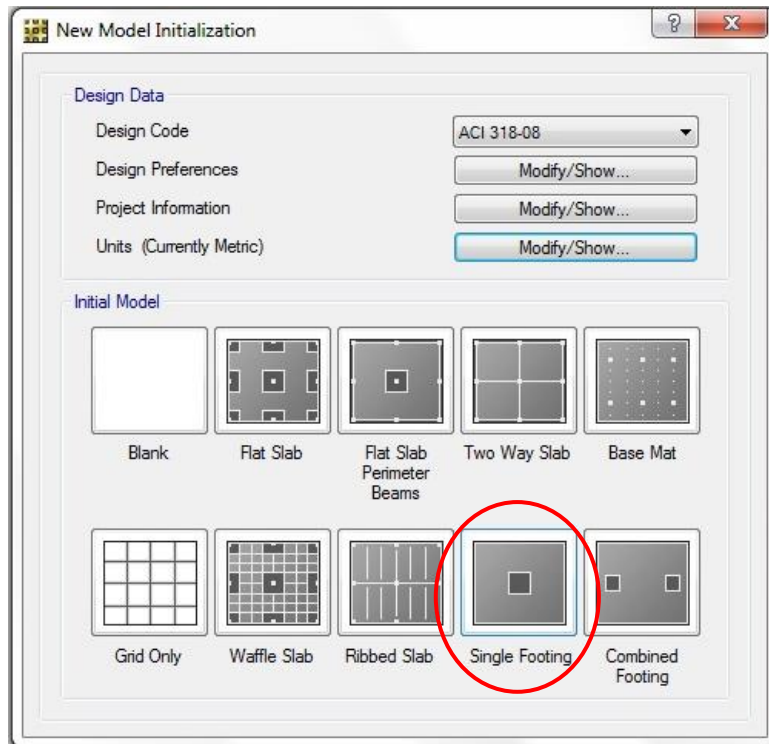 New Model Initialization
Design Data
Design Code ACI 318-08
Design Preferences Modify/Show...
Project Information Modify/Show...
Units (Currently Metric) Modify/Show...
Initial Model
Blank Flat Slab Flat Slab Perimeter Beams Two Way Slab Base Mat
Grid Only Waffle Slab Ribbed Slab Single Footing Combined Footing